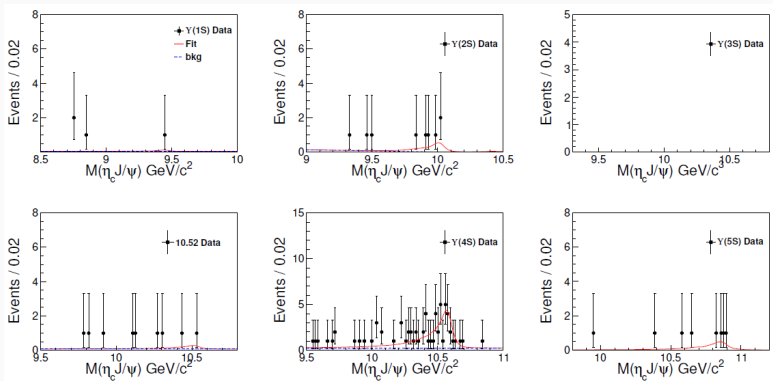 8
6
4
2
Events / 0.02
Υ(1S) Data
Fit
bkg
8.5 9 9.5 10
M(η_c J/ψ) GeV/c²
8
6
4
2
Events / 0.02
Υ(2S) Data
9 9.5 10 10.5
M(η_c J/ψ) GeV/c²
5
4
3
2
1
0
Events / 0.02
Υ(3S) Data
9.5 10 10.5
M(η_c J/ψ) GeV/c³
8
6
4
2
0
Events / 0.02
10.52 Data
9.5 10 10.5
M(η_c J/ψ) GeV/c²
15
10
5
0
Events / 0.02
Υ(4S) Data
9.5 10 10.5 11
M(η_c J/ψ) GeV/c²
8
6
4
2
0
Events / 0.02
Υ(5S) Data
10 10.5 11
M(η_c J/ψ) GeV/c²